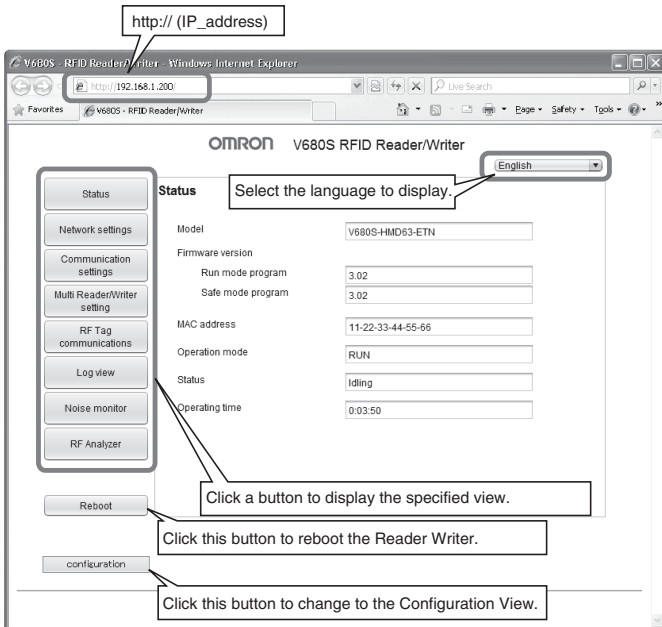 http:// (IP_address)
V680S - RFID Reader/Writer - Windows Internet Explorer
http://192.168.1.200/
Live Search
Favorites
V680S - RFID Reader/Writer
Page
Safety
Tools
OMRON V680S RFID Reader/Writer
English
Select the language to display.
Status
Network settings
Communication
settings
Multi Reader/Writer
setting
RF Tag
communications
Log view
Noise monitor
RF Analyzer
Reboot
configuration
Status
Model V680S-HMD63-ETN
Firmware version
Run mode program 3.02
Safe mode program 3.02
MAC address 11-22-33-44-55-66
Operation mode RUN
Status Idling
Operating time 0:03:50
Click a button to display the specified view.
Click this button to reboot the Reader Writer.
Click this button to change to the Configuration View.